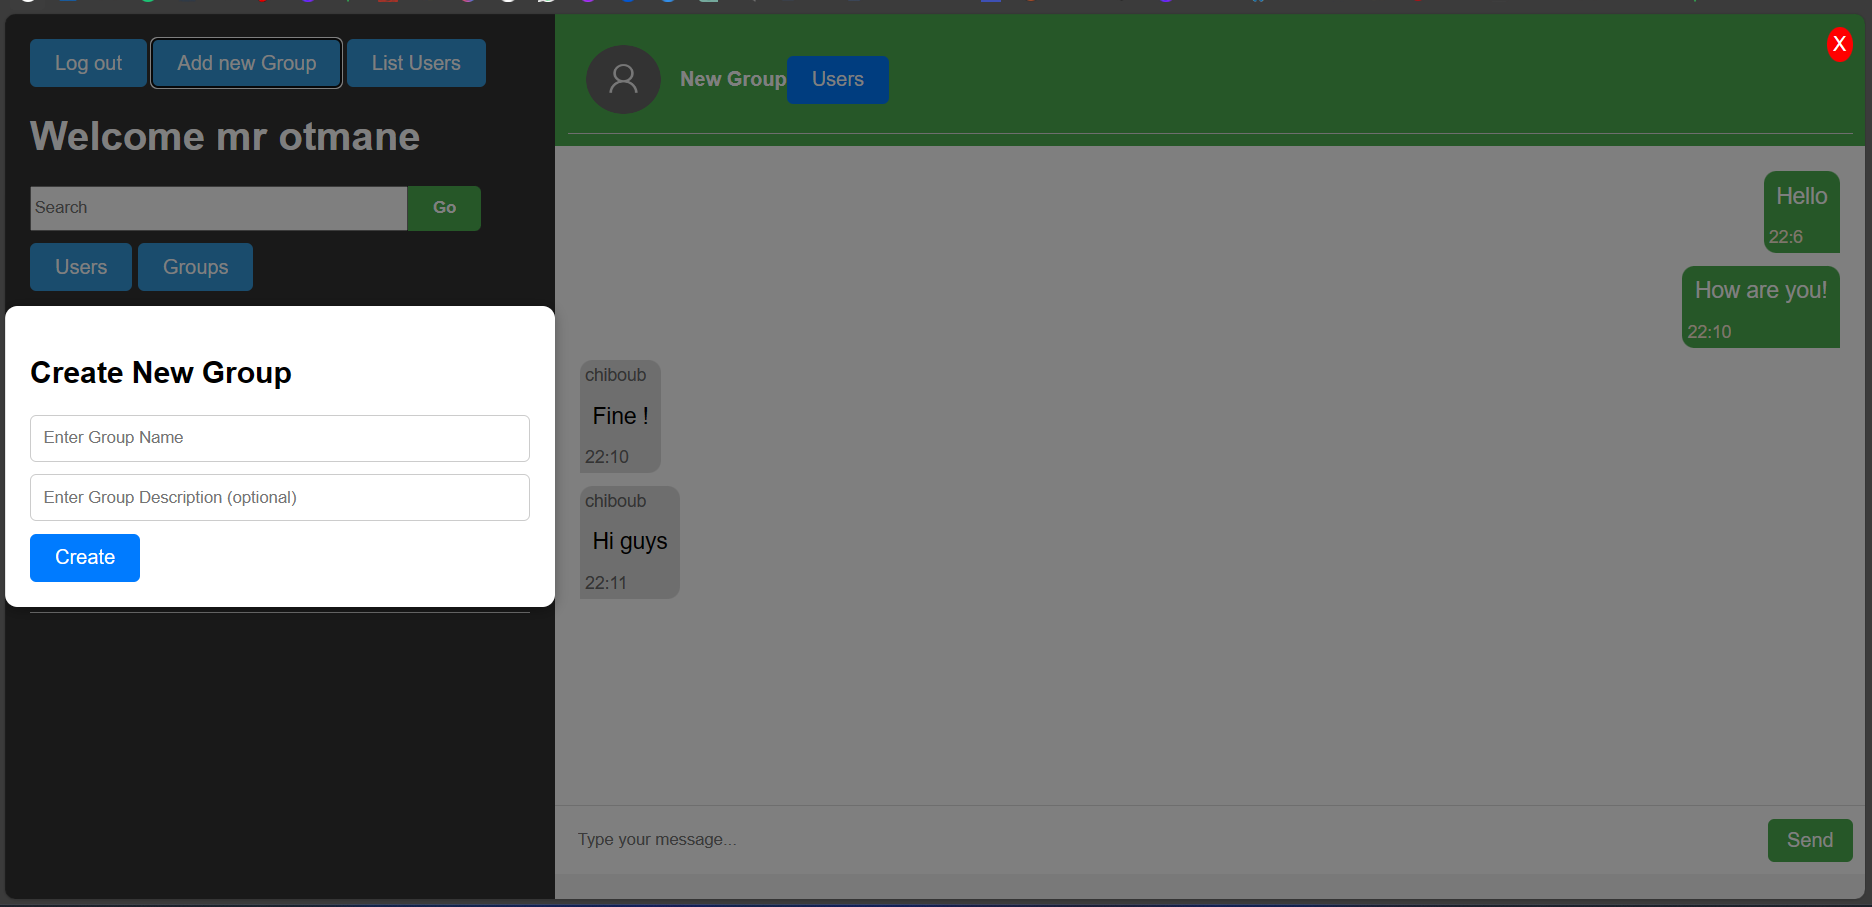 Log out
Add new Group
List Users
Welcome mr otmane
Search
Go
Users
Groups
Create New Group
Enter Group Name
Enter Group Description (optional)
Create
New Group
Users
X
Hello
22:6
How are you!
22:10
chiboub
Fine !
22:10
chiboub
Hi guys
22:11
Type your message...
Send